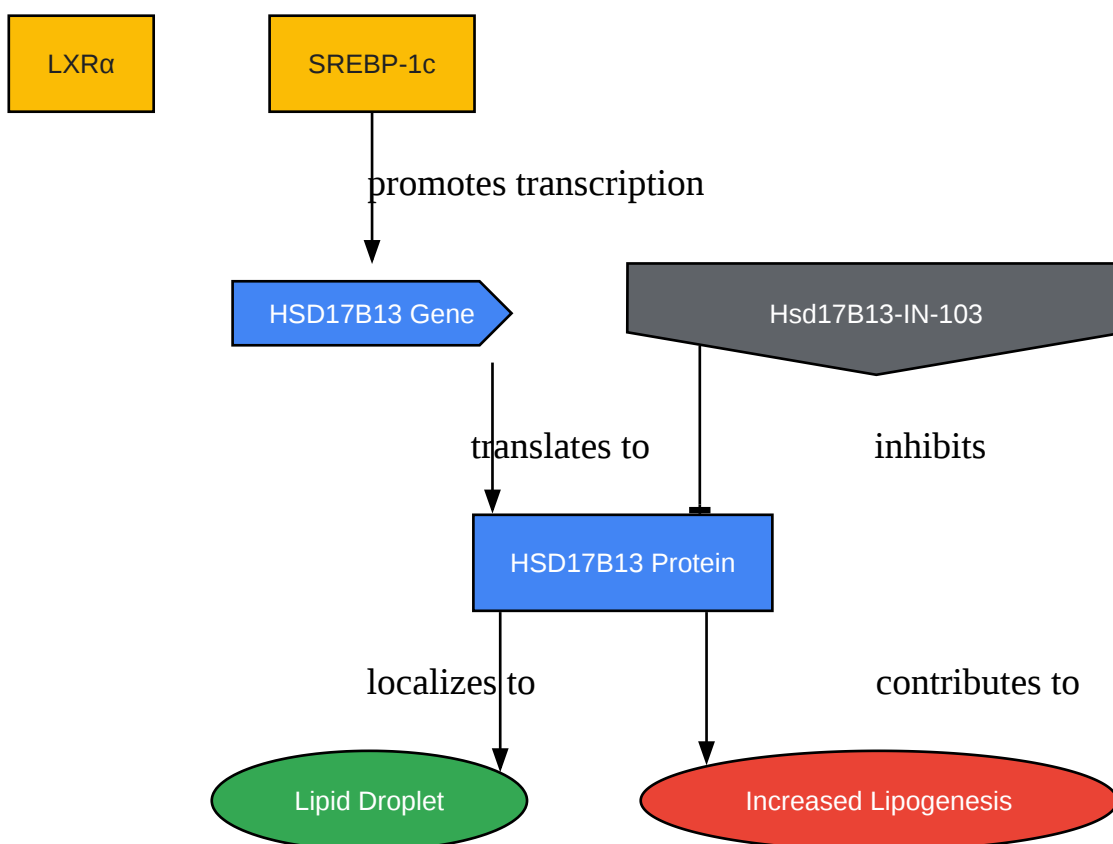 LXRα
SREBP-1c
promotes transcription
HSD17B13 Gene
Hsd17B13-IN-103
translates to
inhibits
HSD17B13 Protein
localizes to
contributes to
Lipid Droplet
Increased Lipogenesis